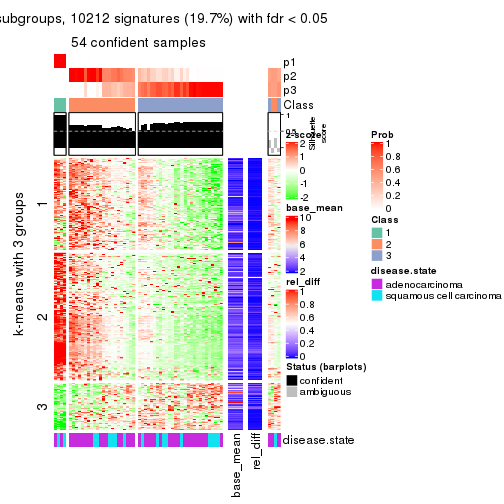 subgroups, 10212 signatures (19.7%) with fdr < 0.05
54 confident samples
p1
p2
p3
Class
1
0.5
Silhouette
score
k-means with 3 groups
1
2
3
base_mean
rel_diff
disease.state
z-score
2
1
0
-1
-2
base_mean
10
8
6
4
2
rel_diff
1
0.8
0.6
0.4
0.2
0
Status (barplots)
confident
ambiguous
Prob
1
0.8
0.6
0.4
0.2
0
Class
1
2
3
disease.state
adenocarcinoma
squamous cell carcinoma